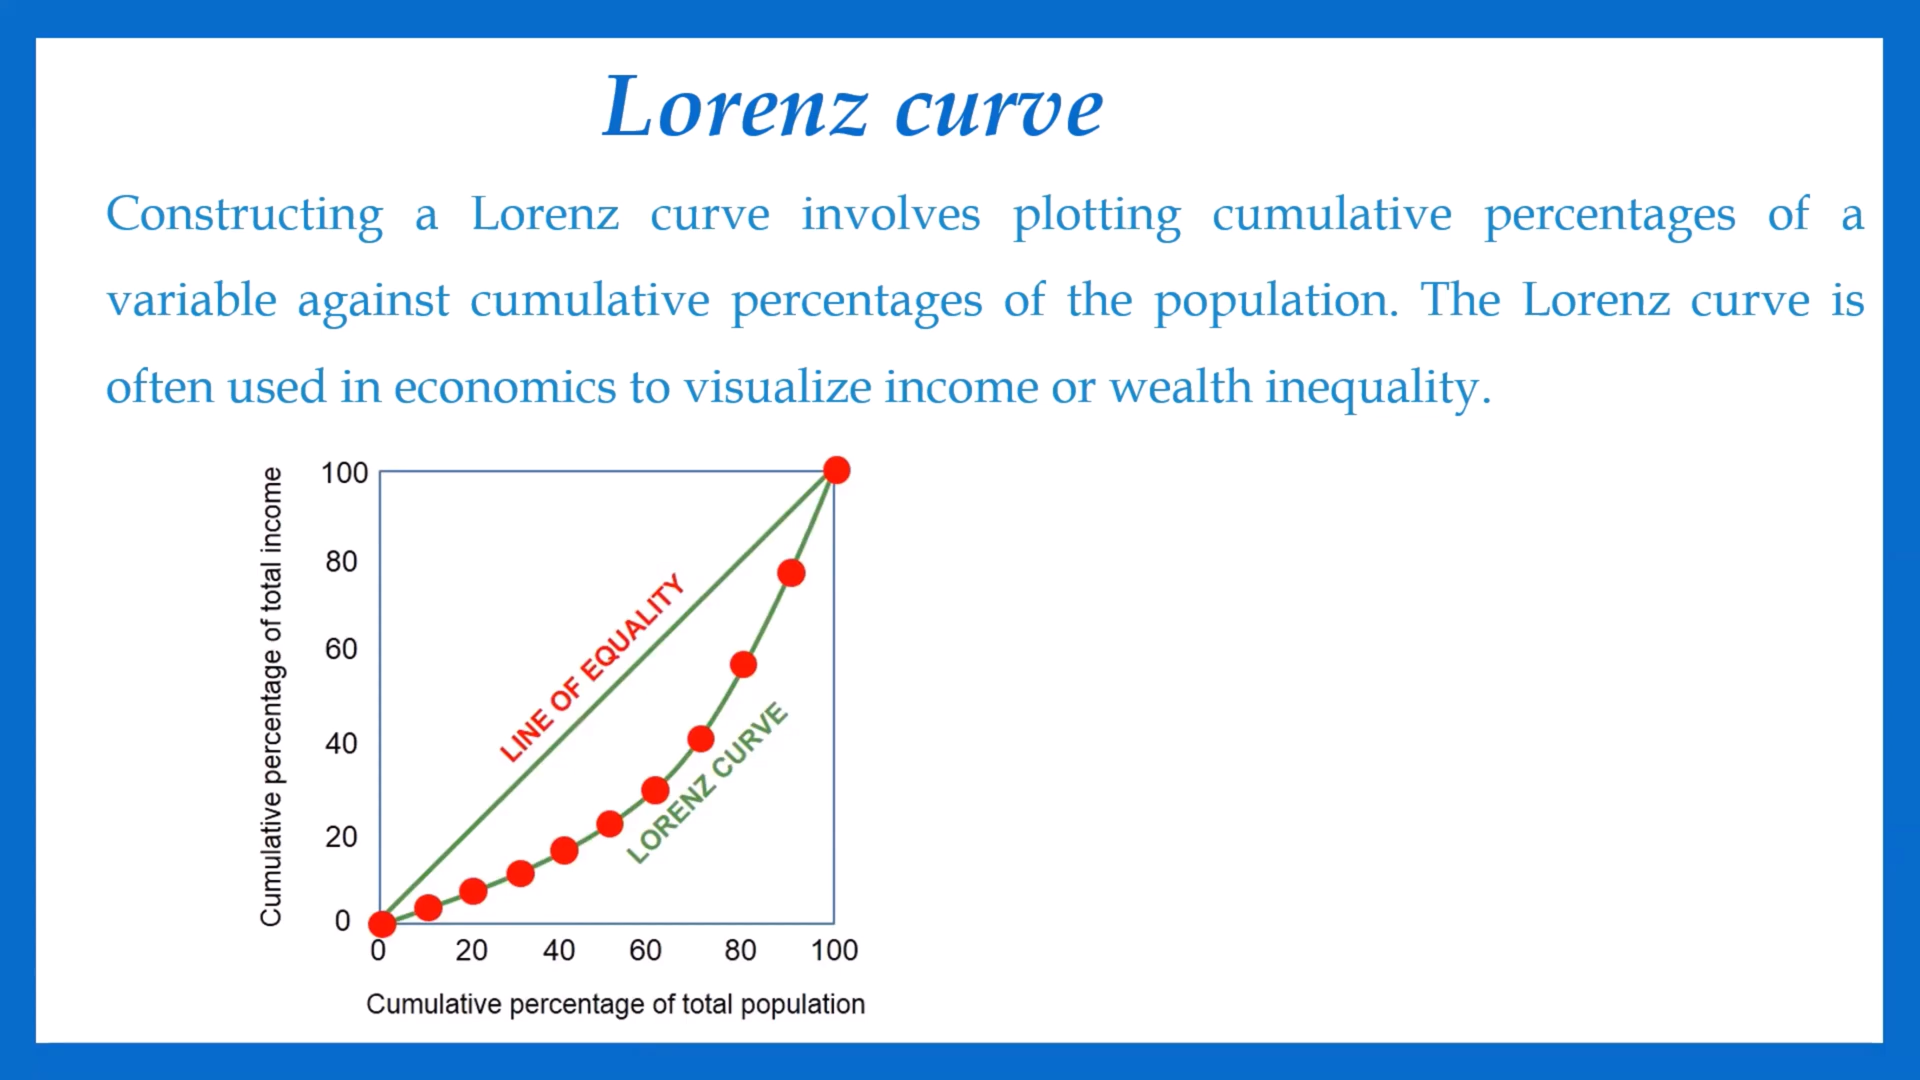 Lorenz curve
Constructing a Lorenz curve involves plotting cumulative percentages of a
variable against cumulative percentages of the population. The Lorenz curve is
often used in economics to visualize income or wealth inequality.
Cumulative percentage of total income
100
80
60
40
20
0
LINE OF EQUALITY
LORENZ CURVE
0 20 40 60 80 100
Cumulative percentage of total population